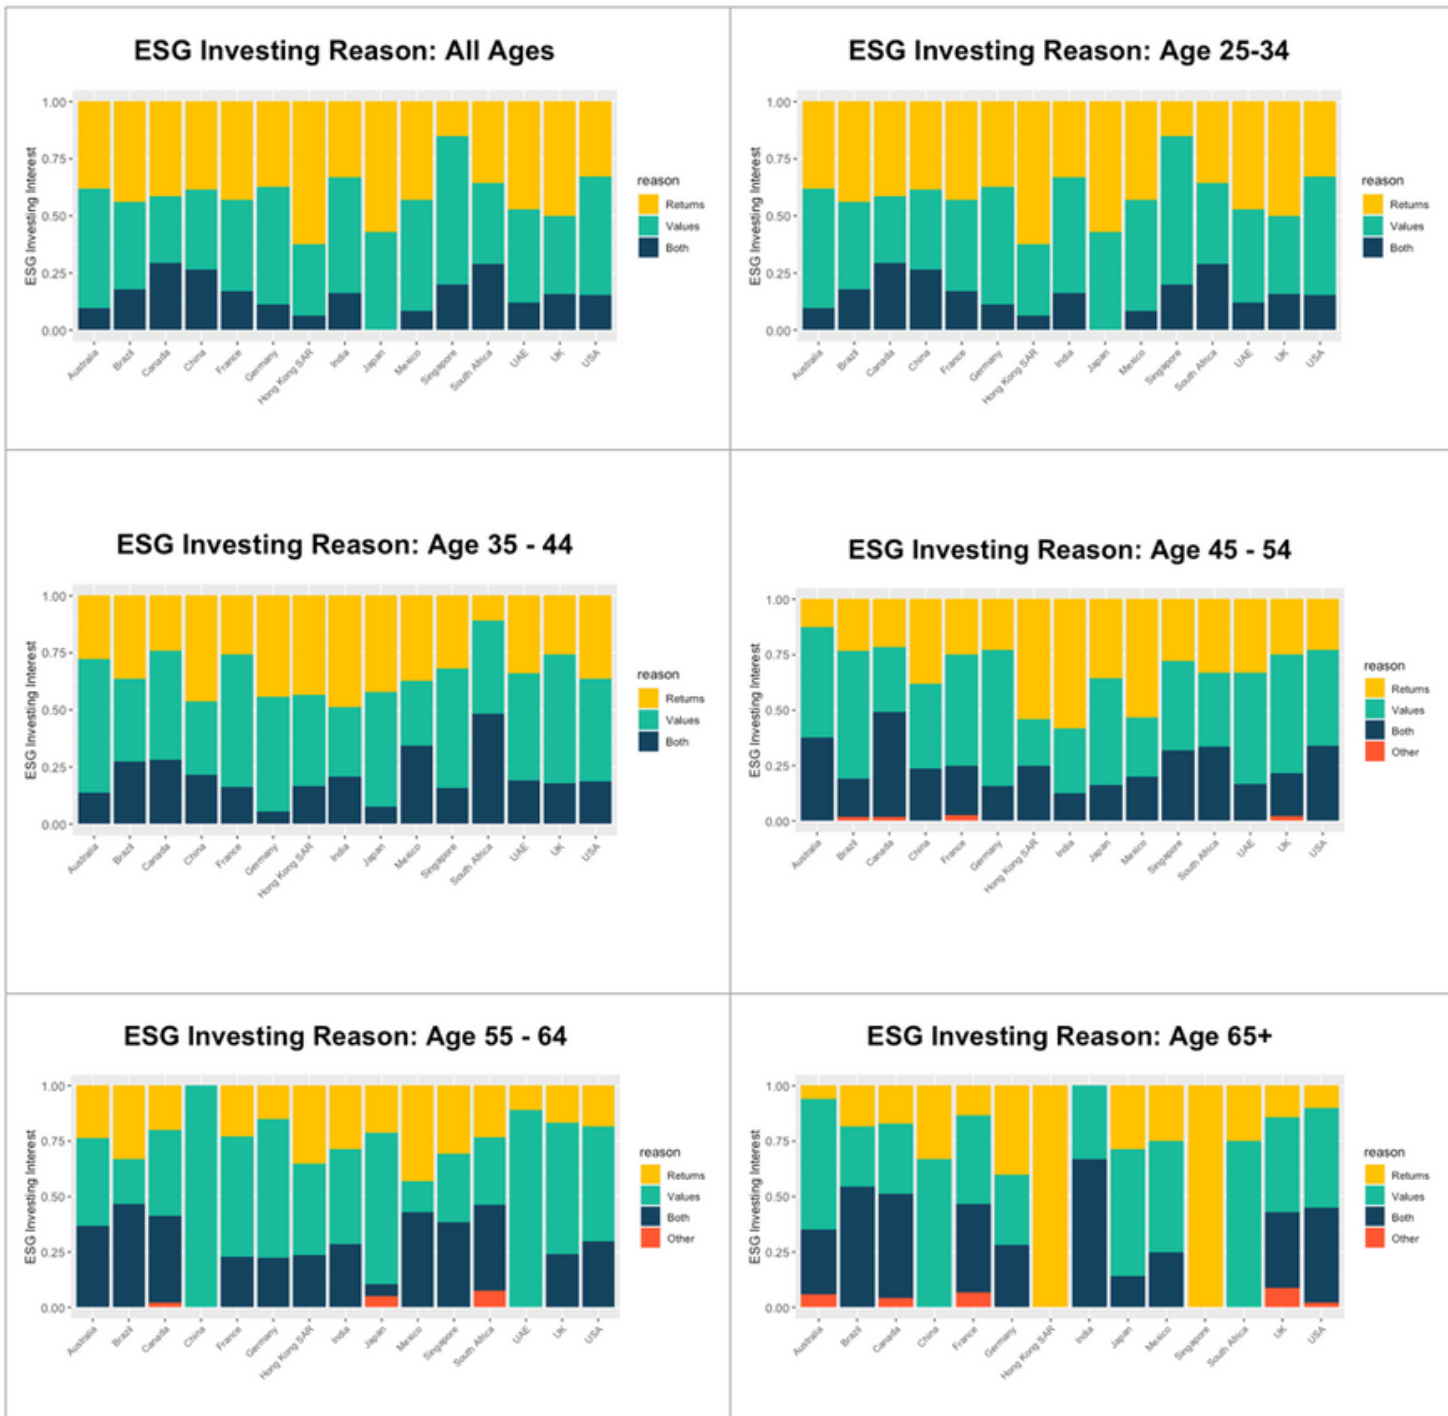 ESG Investing Reason: All Ages
ESG Investing Interest
1.00
0.75
0.50
0.25
0.00
Australia
Brazil
Canada
China
France
Germany
Hong Kong SAR
India
Japan
Mexico
Singapore
South Africa
UAE
UK
USA
reason
Returns
Values
Both
ESG Investing Reason: Age 25-34
ESG Investing Interest
1.00
0.75
0.50
0.25
0.00
Australia
Brazil
Canada
China
France
Germany
Hong Kong SAR
India
Japan
Mexico
Singapore
South Africa
UAE
UK
USA
reason
Returns
Values
Both
ESG Investing Reason: Age 35 - 44
ESG Investing Interest
1.00
0.75
0.50
0.25
0.00
Australia
Brazil
Canada
China
France
Germany
Hong Kong SAR
India
Japan
Mexico
Singapore
South Africa
UAE
UK
USA
reason
Returns
Values
Both
ESG Investing Reason: Age 45 - 54
ESG Investing Interest
1.00
0.75
0.50
0.25
0.00
Australia
Brazil
Canada
China
France
Germany
Hong Kong SAR
India
Japan
Mexico
Singapore
South Africa
UAE
UK
USA
reason
Returns
Values
Both
Other
ESG Investing Reason: Age 55 - 64
ESG Investing Interest
1.00
0.75
0.50
0.25
0.00
Australia
Brazil
Canada
China
France
Germany
Hong Kong SAR
India
Japan
Mexico
Singapore
South Africa
UAE
UK
USA
reason
Returns
Values
Both
Other
ESG Investing Reason: Age 65+
ESG Investing Interest
1.00
0.75
0.50
0.25
0.00
Australia
Brazil
Canada
China
France
Germany
Hong Kong SAR
India
Japan
Mexico
Singapore
South Africa
UK
USA
reason
Returns
Values
Both
Other